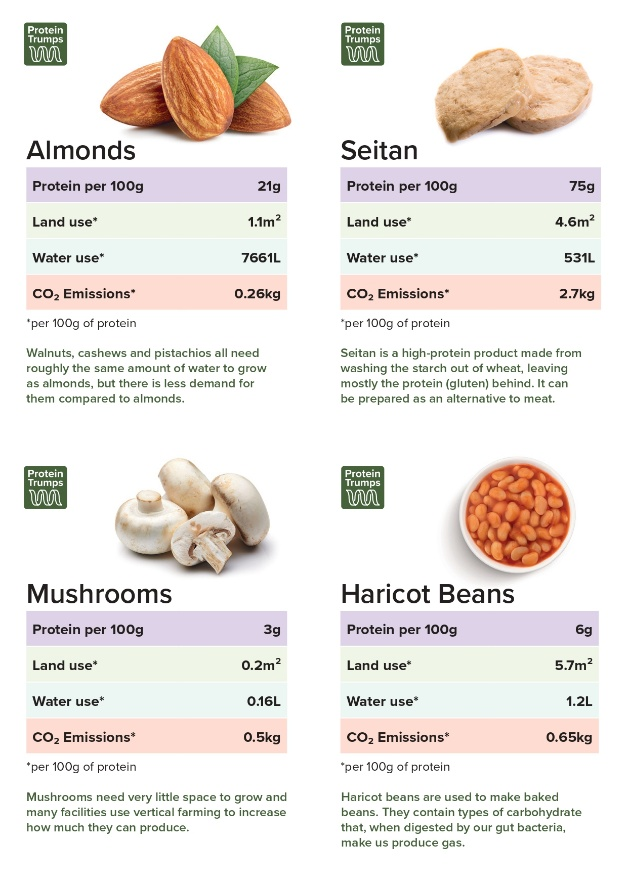 Protein
Trumps
Almonds
Protein per 100g 21g
Land use* 1.1m²
Water use* 7661L
CO₂ Emissions* 0.26kg
*per 100g of protein
Walnuts, cashews and pistachios all need
roughly the same amount of water to grow
as almonds, but there is less demand for
them compared to almonds.
Protein
Trumps
Seitan
Protein per 100g 75g
Land use* 4.6m²
Water use* 531L
CO₂ Emissions* 2.7kg
*per 100g of protein
Seitan is a high-protein product made from
washing the starch out of wheat, leaving
mostly the protein (gluten) behind. It can
be prepared as an alternative to meat.
Protein
Trumps
Mushrooms
Protein per 100g 3g
Land use* 0.2m²
Water use* 0.16L
CO₂ Emissions* 0.5kg
*per 100g of protein
Mushrooms need very little space to grow and
many facilities use vertical farming to increase
how much they can produce.
Protein
Trumps
Haricot Beans
Protein per 100g 6g
Land use* 5.7m²
Water use* 1.2L
CO₂ Emissions* 0.65kg
*per 100g of protein
Haricot beans are used to make baked
beans. They contain types of carbohydrate
that, when digested by our gut bacteria,
make us produce gas.